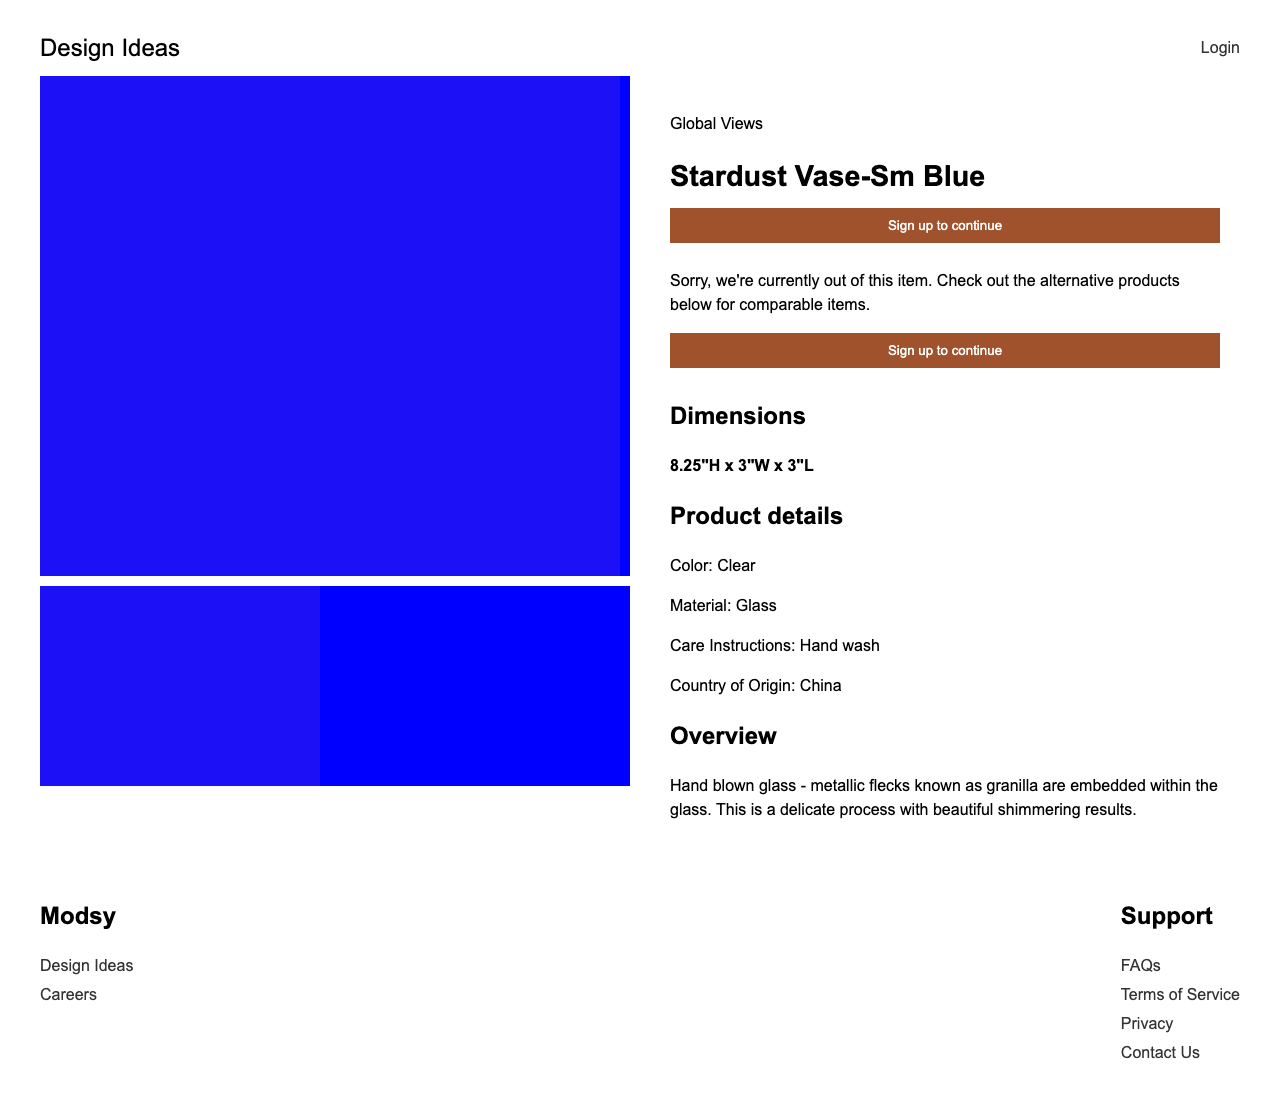 Design Ideas
Login
Global Views
Stardust Vase-Sm Blue
Sign up to continue
Sorry, we're currently out of this item. Check out the alternative products
below for comparable items.
Sign up to continue
Dimensions
8.25"H x 3"W x 3"L
Product details
Color: Clear
Material: Glass
Care Instructions: Hand wash
Country of Origin: China
Overview
Hand blown glass - metallic flecks known as granilla are embedded within the
glass. This is a delicate process with beautiful shimmering results.
Modsy
Design Ideas
Careers
Support
FAQs
Terms of Service
Privacy
Contact Us